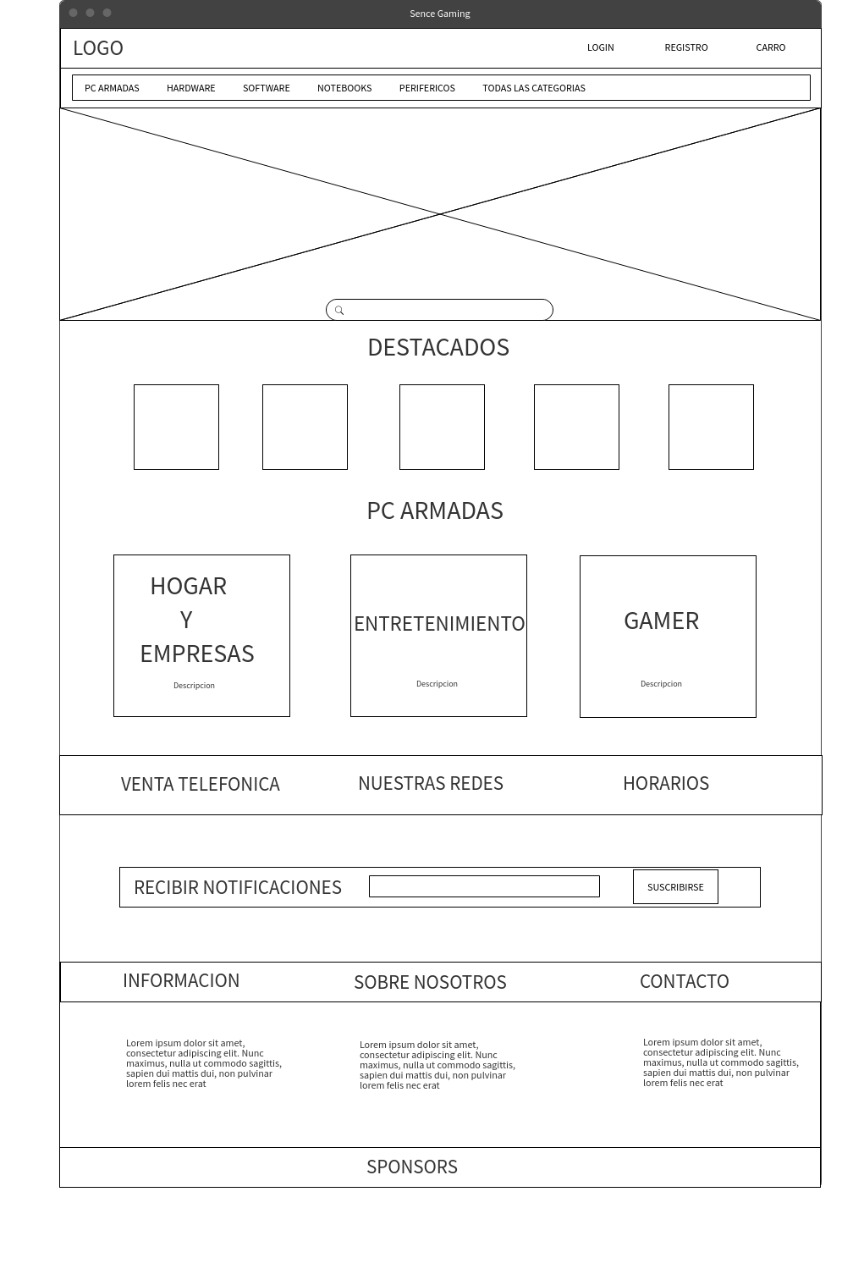 Sence Gaming
LOGO
LOGIN
REGISTRO
CARRO
PC ARMADAS
HARDWARE
SOFTWARE
NOTEBOOKS
PERIFERICOS
TODAS LAS CATEGORIAS
DESTACADOS
PC ARMADAS
HOGAR
Y
EMPRESAS
Descripcion
ENTRETENIMIENTO
Descripcion
GAMER
Descripcion
VENTA TELEFONICA
NUESTRAS REDES
HORARIOS
RECIBIR NOTIFICACIONES
SUSCRIBIRSE
INFORMACION
SOBRE NOSOTROS
CONTACTO
Lorem ipsum dolor sit amet,
consectetur adipiscing elit. Nunc
maximus, nulla ut commodo sagittis,
sapien dui mattis dui, non pulvinar
lorem felis nec erat
Lorem ipsum dolor sit amet,
consectetur adipiscing elit. Nunc
maximus, nulla ut commodo sagittis,
sapien dui mattis dui, non pulvinar
lorem felis nec erat
Lorem ipsum dolor sit amet,
consectetur adipiscing elit. Nunc
maximus, nulla ut commodo sagittis,
sapien dui mattis dui, non pulvinar
lorem felis nec erat
SPONSORS